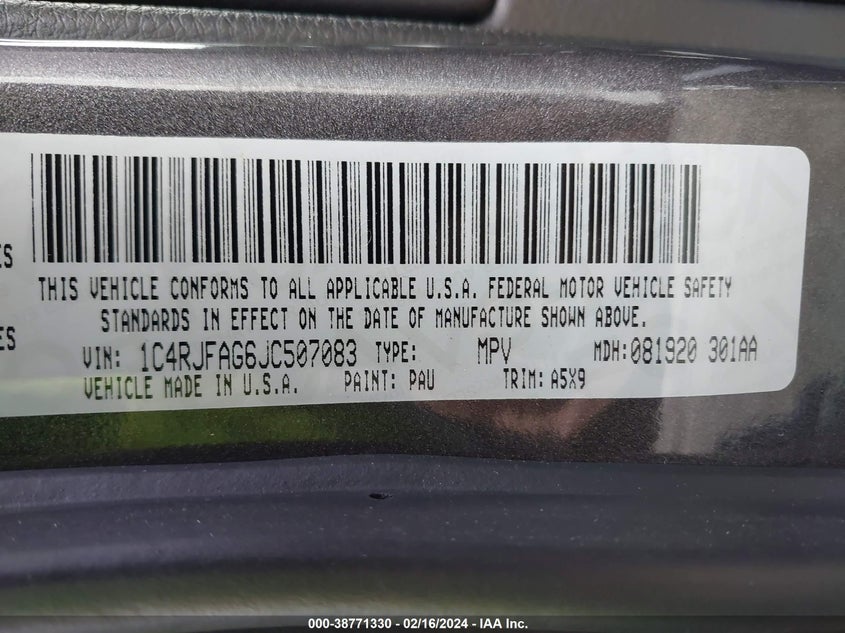 ES
THIS VEHICLE CONFORMS TO ALL APPLICABLE U.S.A. FEDERAL MOTOR VEHICLE SAFETY
STANDARDS IN EFFECT ON THE DATE OF MANUFACTURE SHOWN ABOVE.
ES
VIN: 1C4RJFAG6JC507083 TYPE: MPV MDH:081920 301AA
VEHICLE MADE IN U.S.A. PAINT: PAU TRIM: A5X9
000-38771330 - 02/16/2024 - IAA Inc.